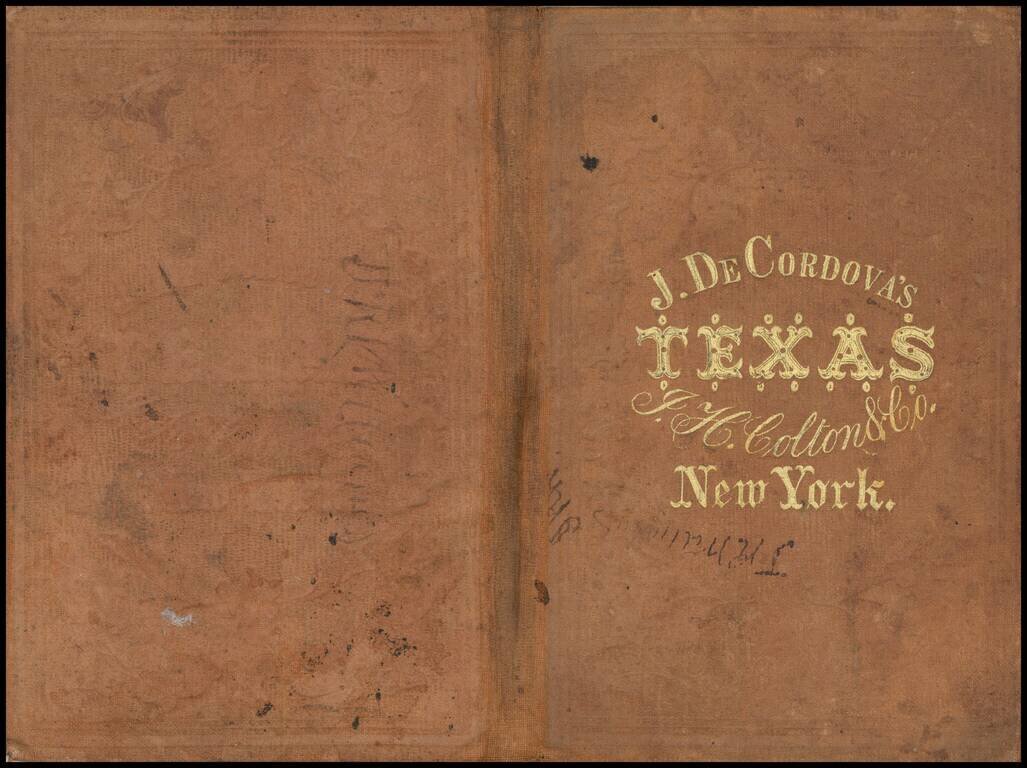 J. DE CORDOVA'S
TEXAS
J. H. Colton & Co.
New York.